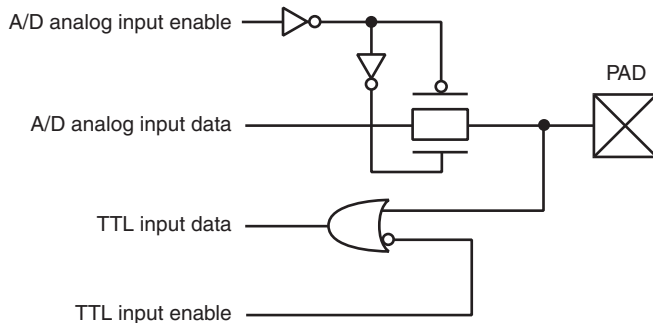 A/D analog input enable
PAD
A/D analog input data
TTL input data
TTL input enable